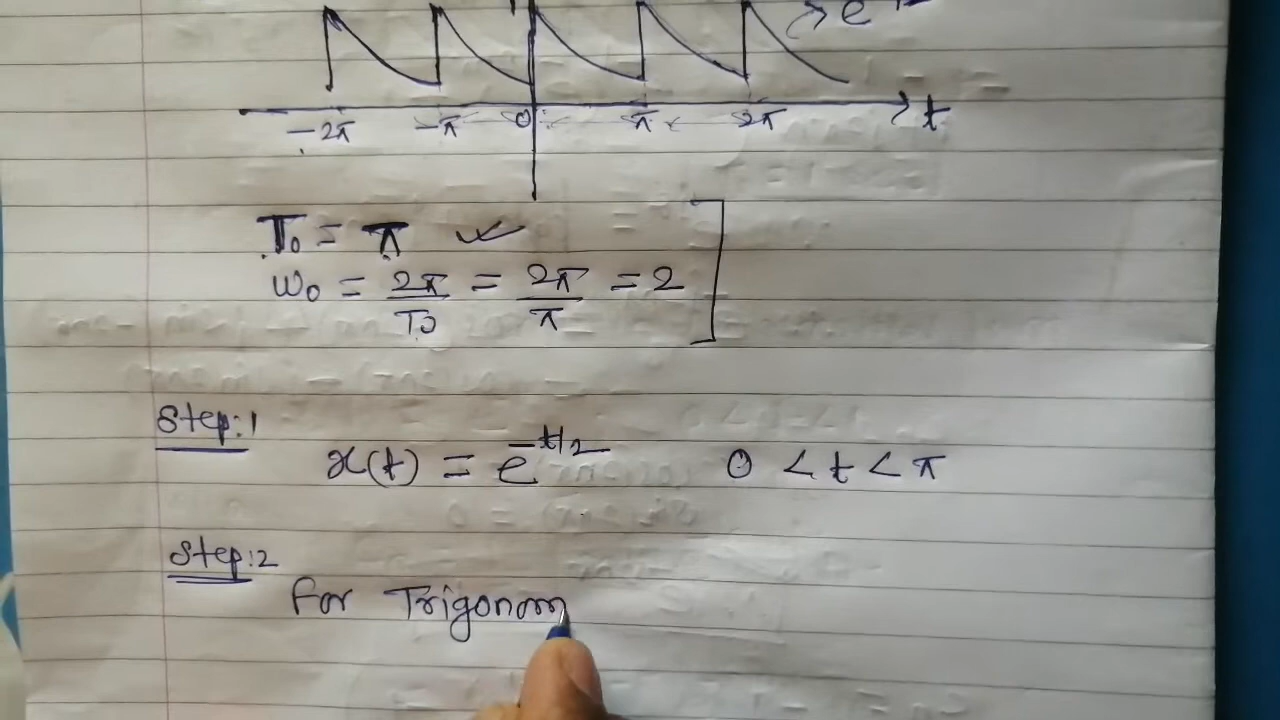 e
-2π -π 0 π 2π t
T₀ = π ✓
ω₀ = 2π/T₀ = 2π/π = 2
Step:1
x(t) = e^(-t/2) 0 < t < π
Step:2
For Trigonom